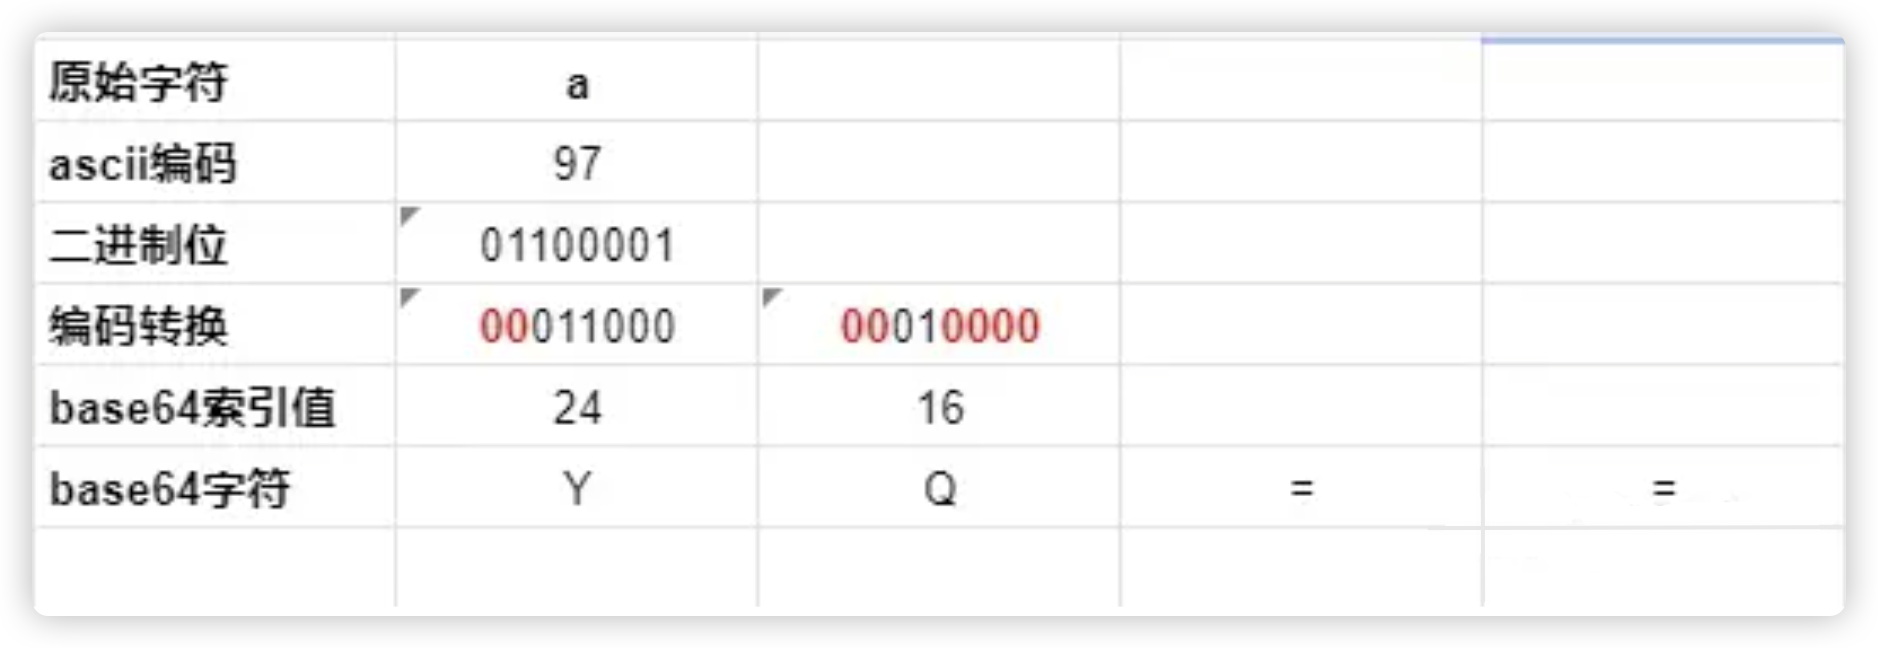 原始字符 a
ascii编码 97
二进制位 01100001
编码转换 00011000 00010000
base64索引值 24 16
base64字符 Y Q = =